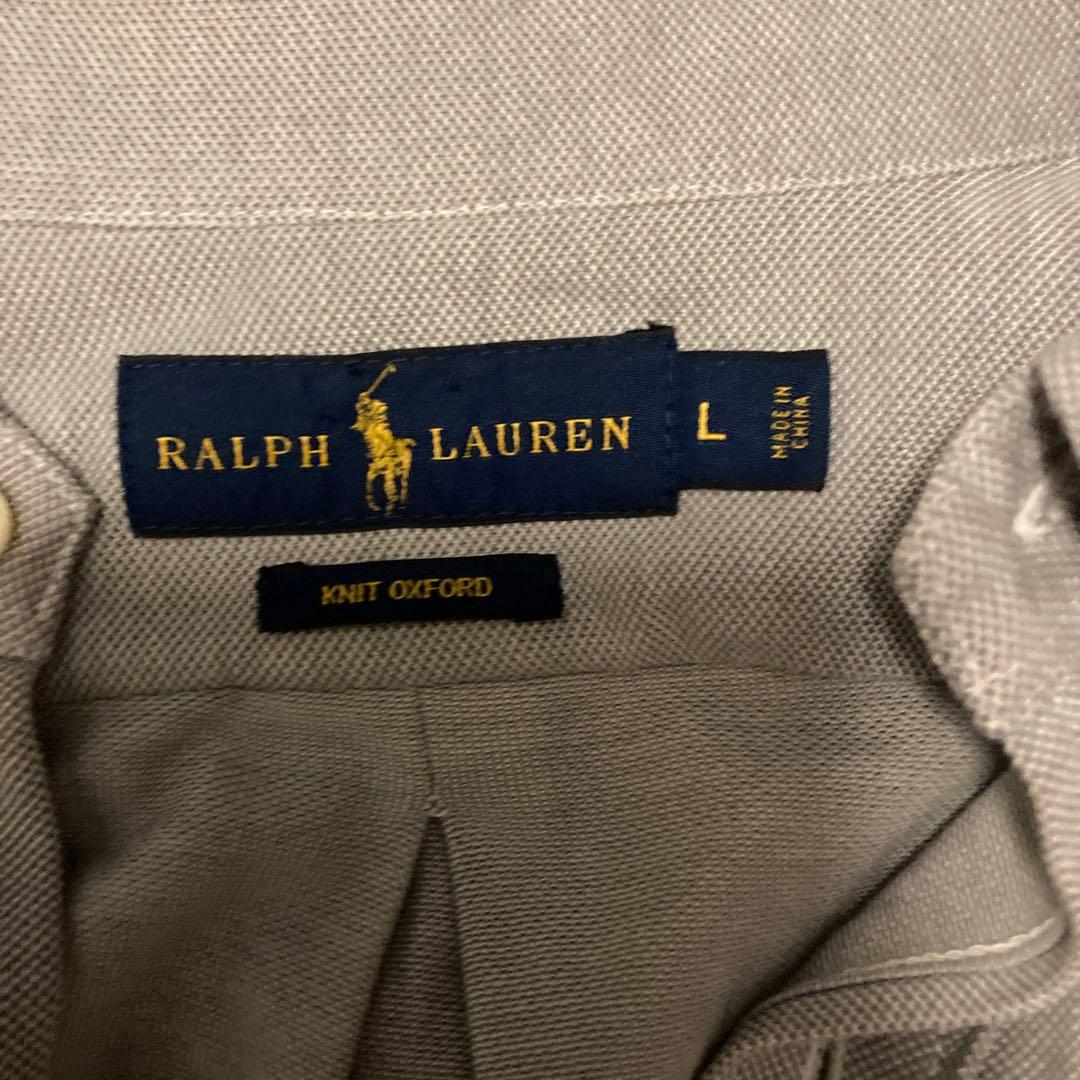 RALPH LAUREN
L
MADE IN
CHINA
KNIT OXFORD